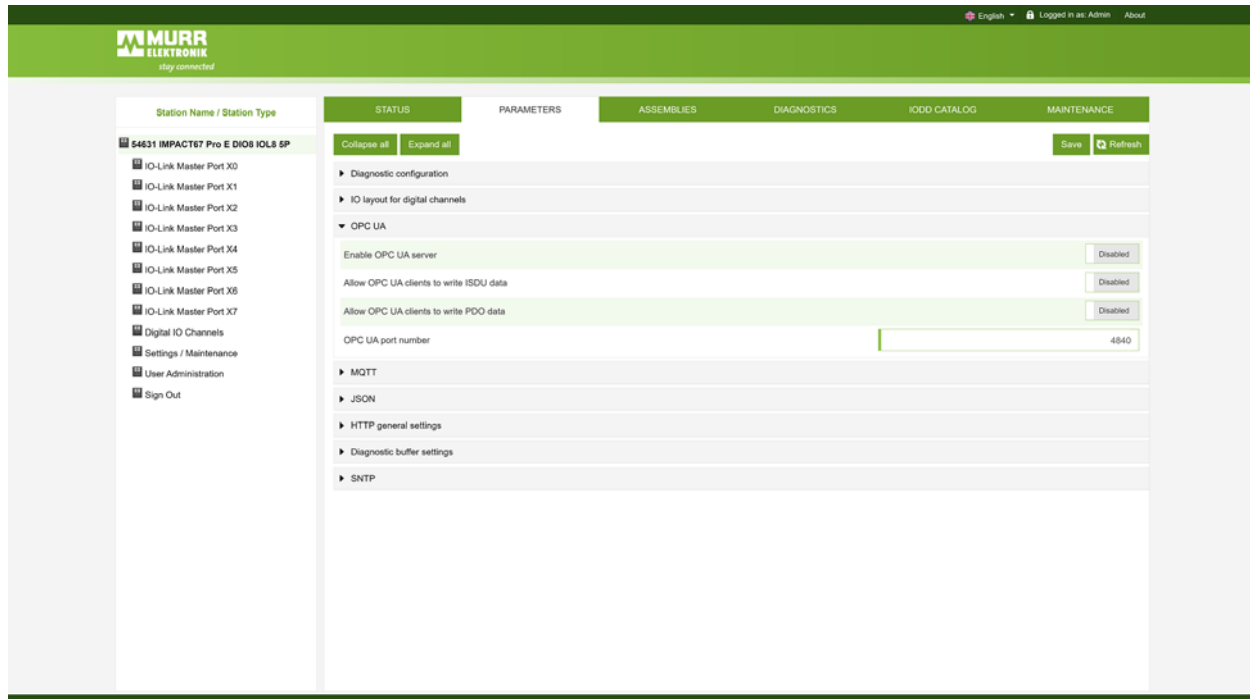 English
Logged in as: Admin
About
MURR
ELEKTRONIK
stay connected
Station Name / Station Type
STATUS
PARAMETERS
ASSEMBLIES
DIAGNOSTICS
IODD CATALOG
MAINTENANCE
54631 IMPACT67 Pro E DIO8 IOL8 5P
IO-Link Master Port X0
IO-Link Master Port X1
IO-Link Master Port X2
IO-Link Master Port X3
IO-Link Master Port X4
IO-Link Master Port X5
IO-Link Master Port X6
IO-Link Master Port X7
Digital IO Channels
Settings / Maintenance
User Administration
Sign Out
Collapse all
Expand all
Save
Refresh
Diagnostic configuration
IO layout for digital channels
OPC UA
Enable OPC UA server
Disabled
Allow OPC UA clients to write ISDU data
Disabled
Allow OPC UA clients to write PDO data
Disabled
OPC UA port number
4840
MQTT
JSON
HTTP general settings
Diagnostic buffer settings
SNTP